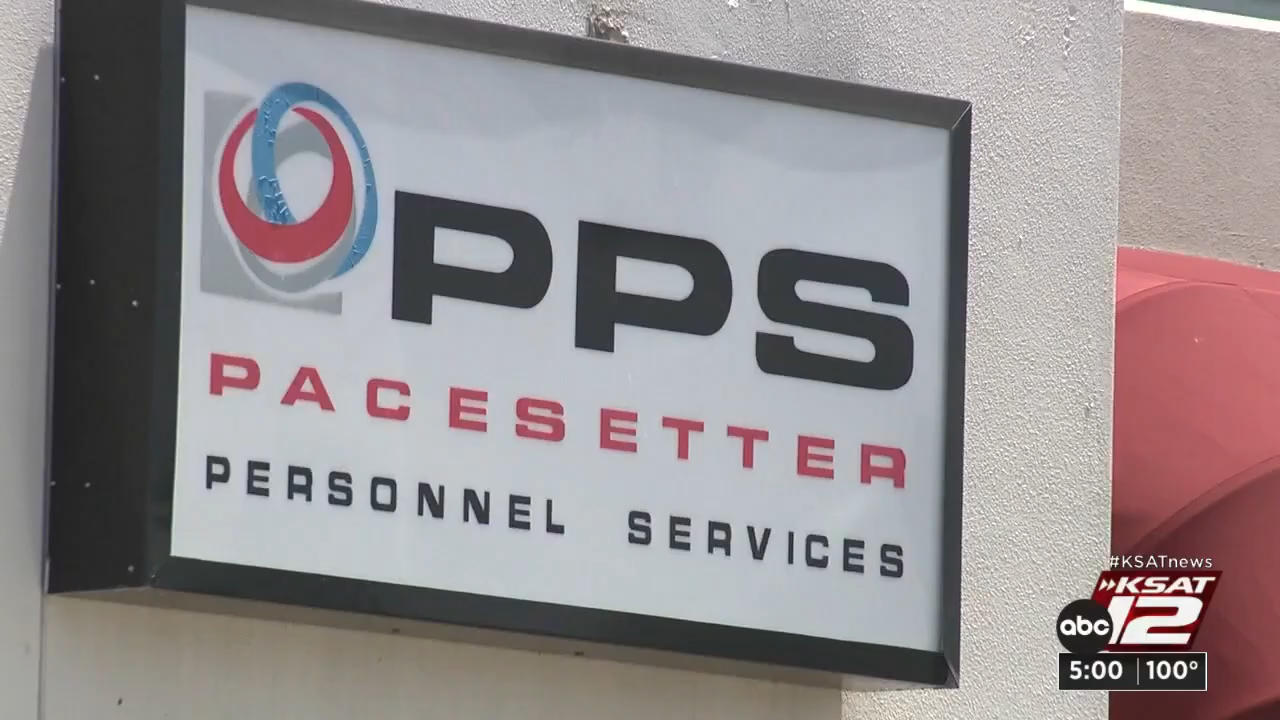 PPS
PACESETTER
PERSONNEL SERVICES
#KSATnews
KSAT
abc 12
5:00 100°